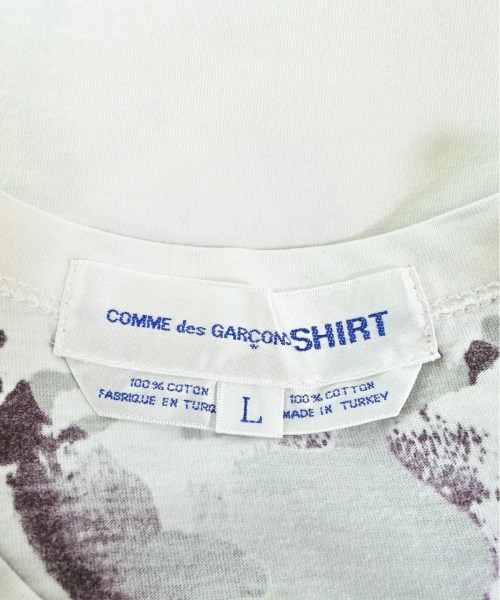 COMME des GARÇONS SHIRT
100% COTTON
FABRIQUE EN TURQ
L
100% COTTON
MADE IN TURKEY